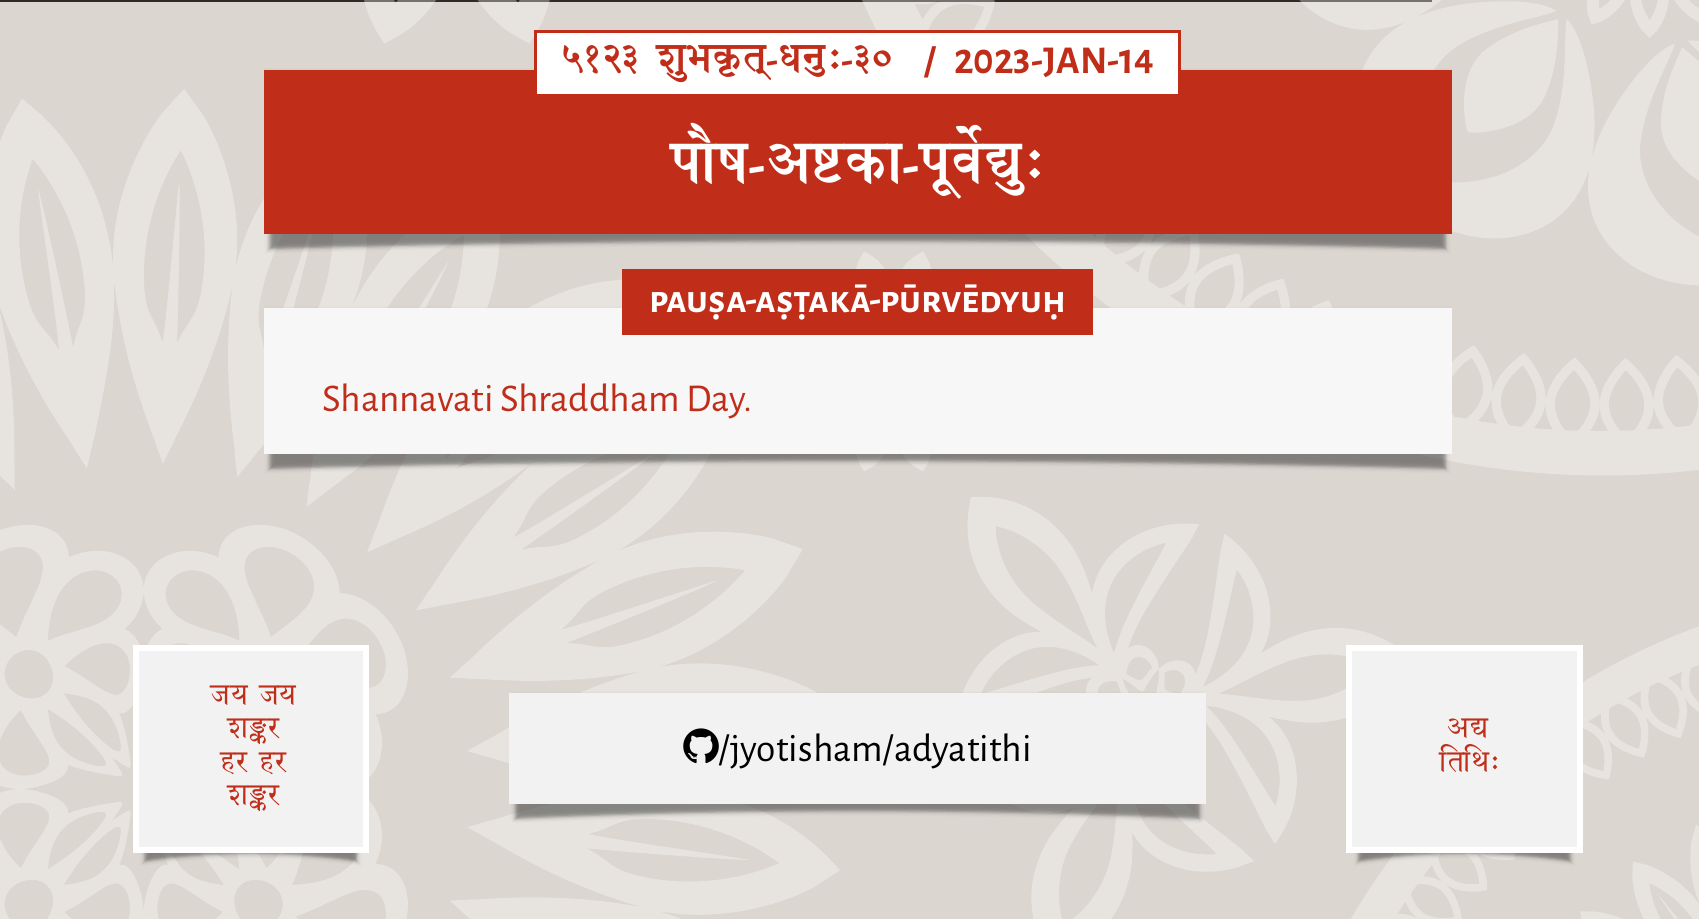 ५१२३ शुभकृत्-धनुः-३० / 2023-JAN-14
पौष-अष्टका-पूर्वेद्युः
PAUṢA-AṢṬAKĀ-PŪRVĒDYUḤ
Shannavati Shraddham Day.
जय जय
शङ्कर
हर हर
शङ्कर
/jyotisham/adyatithi
अद्य
तिथिः